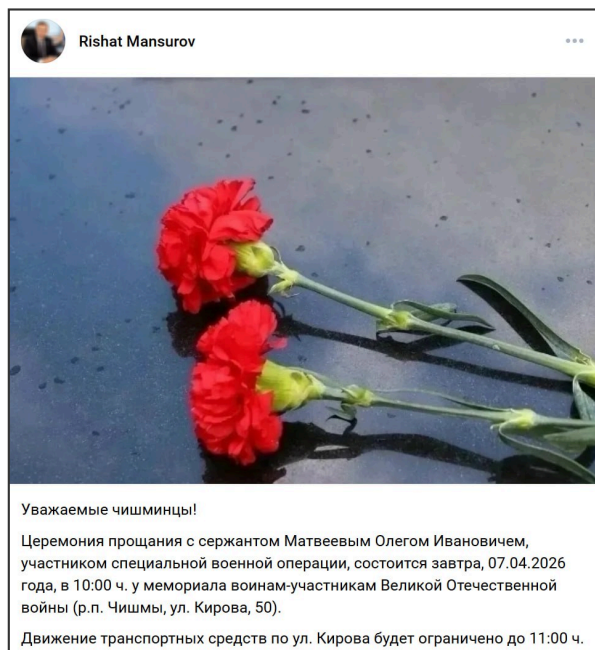 Rishat Mansurov
Уважаемые чишминцы!
Церемония прощания с сержантом Матвеевым Олегом Ивановичем,
участником специальной военной операции, состоится завтра, 07.04.2026
года, в 10:00 ч. у мемориала воинам-участникам Великой Отечественной
войны (р.п. Чишмы, ул. Кирова, 50).
Движение транспортных средств по ул. Кирова будет ограничено до 11:00 ч.